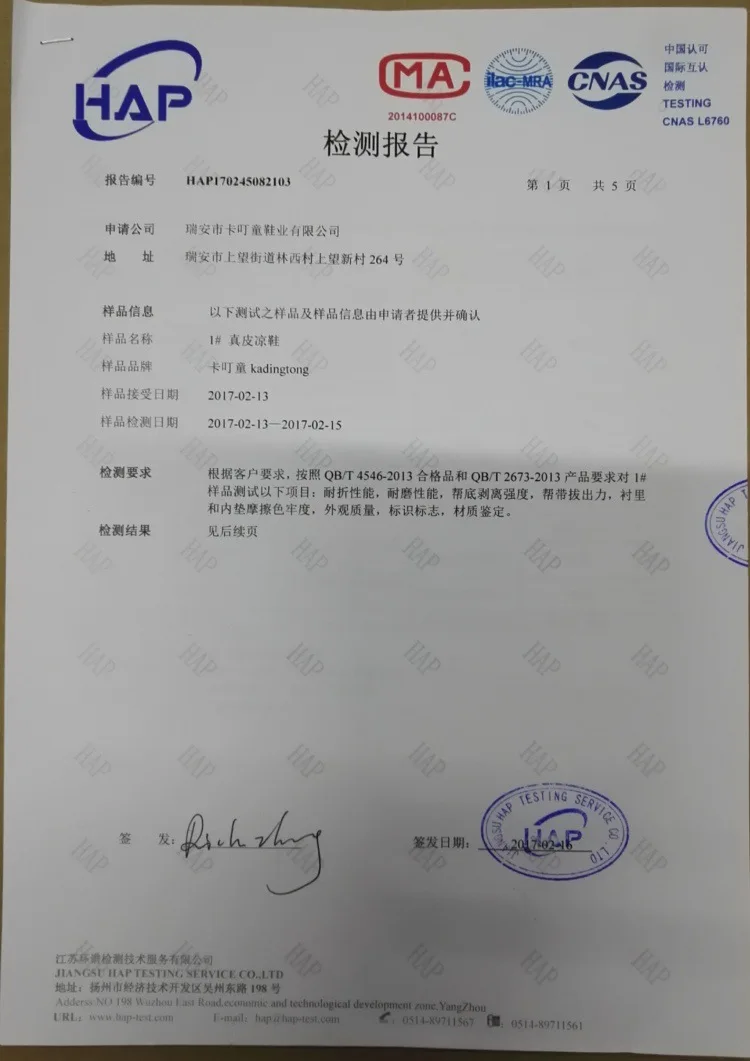 HAP
MA
2014100087C
ilac-MRA
CNAS
中国认可
国际互认
检测
TESTING
CNAS L6760
检测报告
报告编号 HAP170245082103 第 1 页 共 5 页
申请公司 瑞安市卡叮童鞋业有限公司
地 址 瑞安市上望街道林西村上望新村 264 号
样品信息 以下测试之样品及样品信息由申请者提供并确认
样品名称 1# 真皮凉鞋
样品品牌 卡叮童 kadingtong
样品接受日期 2017-02-13
样品检测日期 2017-02-13—2017-02-15
检测要求 根据客户要求，按照 QB/T 4546-2013 合格品和 QB/T 2673-2013 产品要求对 1#
样品测试以下项目：耐折性能，耐磨性能，帮底剥离强度，帮带拔出力，衬里
和内垫摩擦色牢度，外观质量，标识标志，材质鉴定。
检测结果 见后续页
JIANGSU HAP T
签 发：
签发日期： 2017-02-16
JIANGSU HAP TESTING SERVICE CO.,LTD
HAP
江苏 检测技术服务有限公司
JIANGSU HAP TESTING SERVICE CO.,LTD
地址：扬州市经济技术开发区吴州东路 198 号
Adderss:NO 198 Wuzhou East Road,economic and technological development zone,YangZhou
URL：www.hap-test.com E-mail：hap@hap-test.com ：0514-89711567 ：0514-89711561